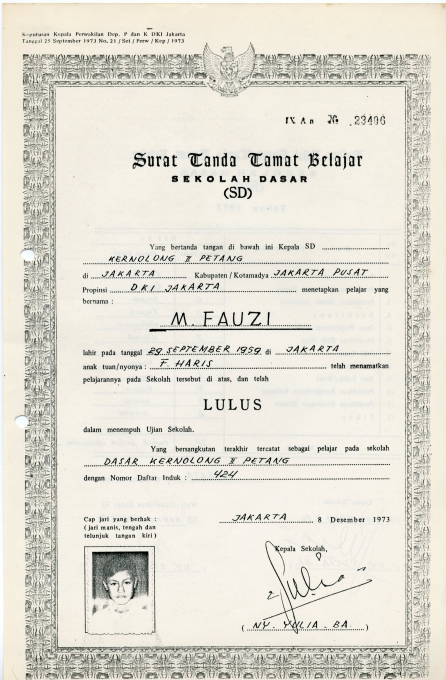 Keputusan Kepala Perwakilan Dep. P dan K DKI Jakarta
Tanggal 25 September 1973 No. 21 / Set / Perw / Kep / 1973
IX Aa № 23406
Surat Tanda Tamat Belajar
SEKOLAH DASAR
(SD)
Yang bertanda tangan di bawah ini Kepala SD
KERNOLONG II PETANG
di JAKARTA Kabupaten / Kotamadya JAKARTA PUSAT
Propinsi DKI JAKARTA menetapkan pelajar yang
bernama :
M. FAUZI
lahir pada tanggal 29 SEPTEMBER 1959 di JAKARTA
anak tuan/nyonya : F. HARIS telah menamatkan
pelajarannya pada Sekolah tersebut di atas, dan telah
LULUS
dalam menempuh Ujian Sekolah.
Yang bersangkutan terakhir tercatat sebagai pelajar pada sekolah
DASAR KERNOLONG II PETANG
dengan Nomor Daftar Induk : 424
JAKARTA 8 Desember 1973
Cap jari yang berhak :
( jari manis, tengah dan
telunjuk tangan kiri )
Kepala Sekolah,
( NY. YULIA. BA. )